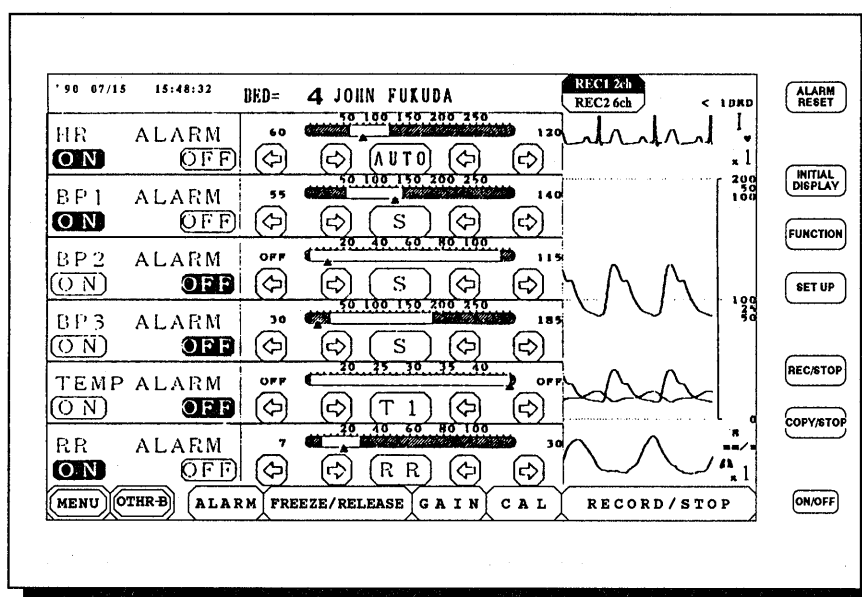 '90 07/15 15:48:32 BED= 4 JOHN FUKUDA
REC1 2ch
REC2 6ch
ALARM RESET
HR ALARM 60 50 100 150 200 250 120
ON OFF AUTO x 1
INITIAL DISPLAY
BP1 ALARM 55 50 100 150 200 250 140
ON OFF S
200
50
100
FUNCTION
BP2 ALARM OFF 20 40 60 80 100 115
ON OFF S
SET UP
100
25
50
BP3 ALARM 30 50 100 150 200 250 185
ON OFF S
REC/STOP
TEMP ALARM OFF 20 25 30 35 40 OFF
ON OFF T1
0
COPY/STOP
RR ALARM 7 20 40 60 80 100 30
ON OFF RR x 1
MENU OTHR-B ALARM FREEZE/RELEASE GAIN CAL RECORD/STOP
ON/OFF